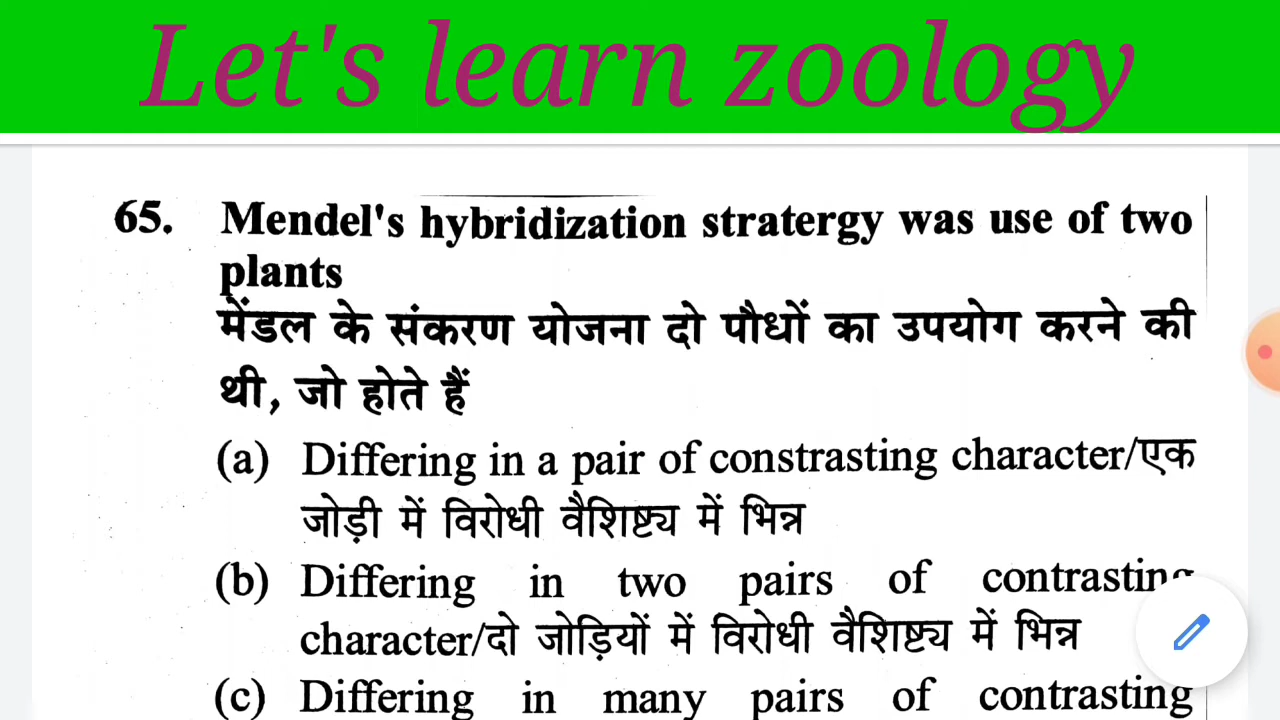 Let's learn zoology
65. Mendel's hybridization stratergy was use of two
plants
मेंडल के संकरण योजना दो पौधों का उपयोग करने की
थी, जो होते हैं
(a) Differing in a pair of constrasting character/एक
जोड़ी में विरोधी वैशिष्ट्य में भिन्न
(b) Differing in two pairs of contrasting
character/दो जोड़ियों में विरोधी वैशिष्ट्य में भिन्न
(c) Differing in many pairs of contrasting